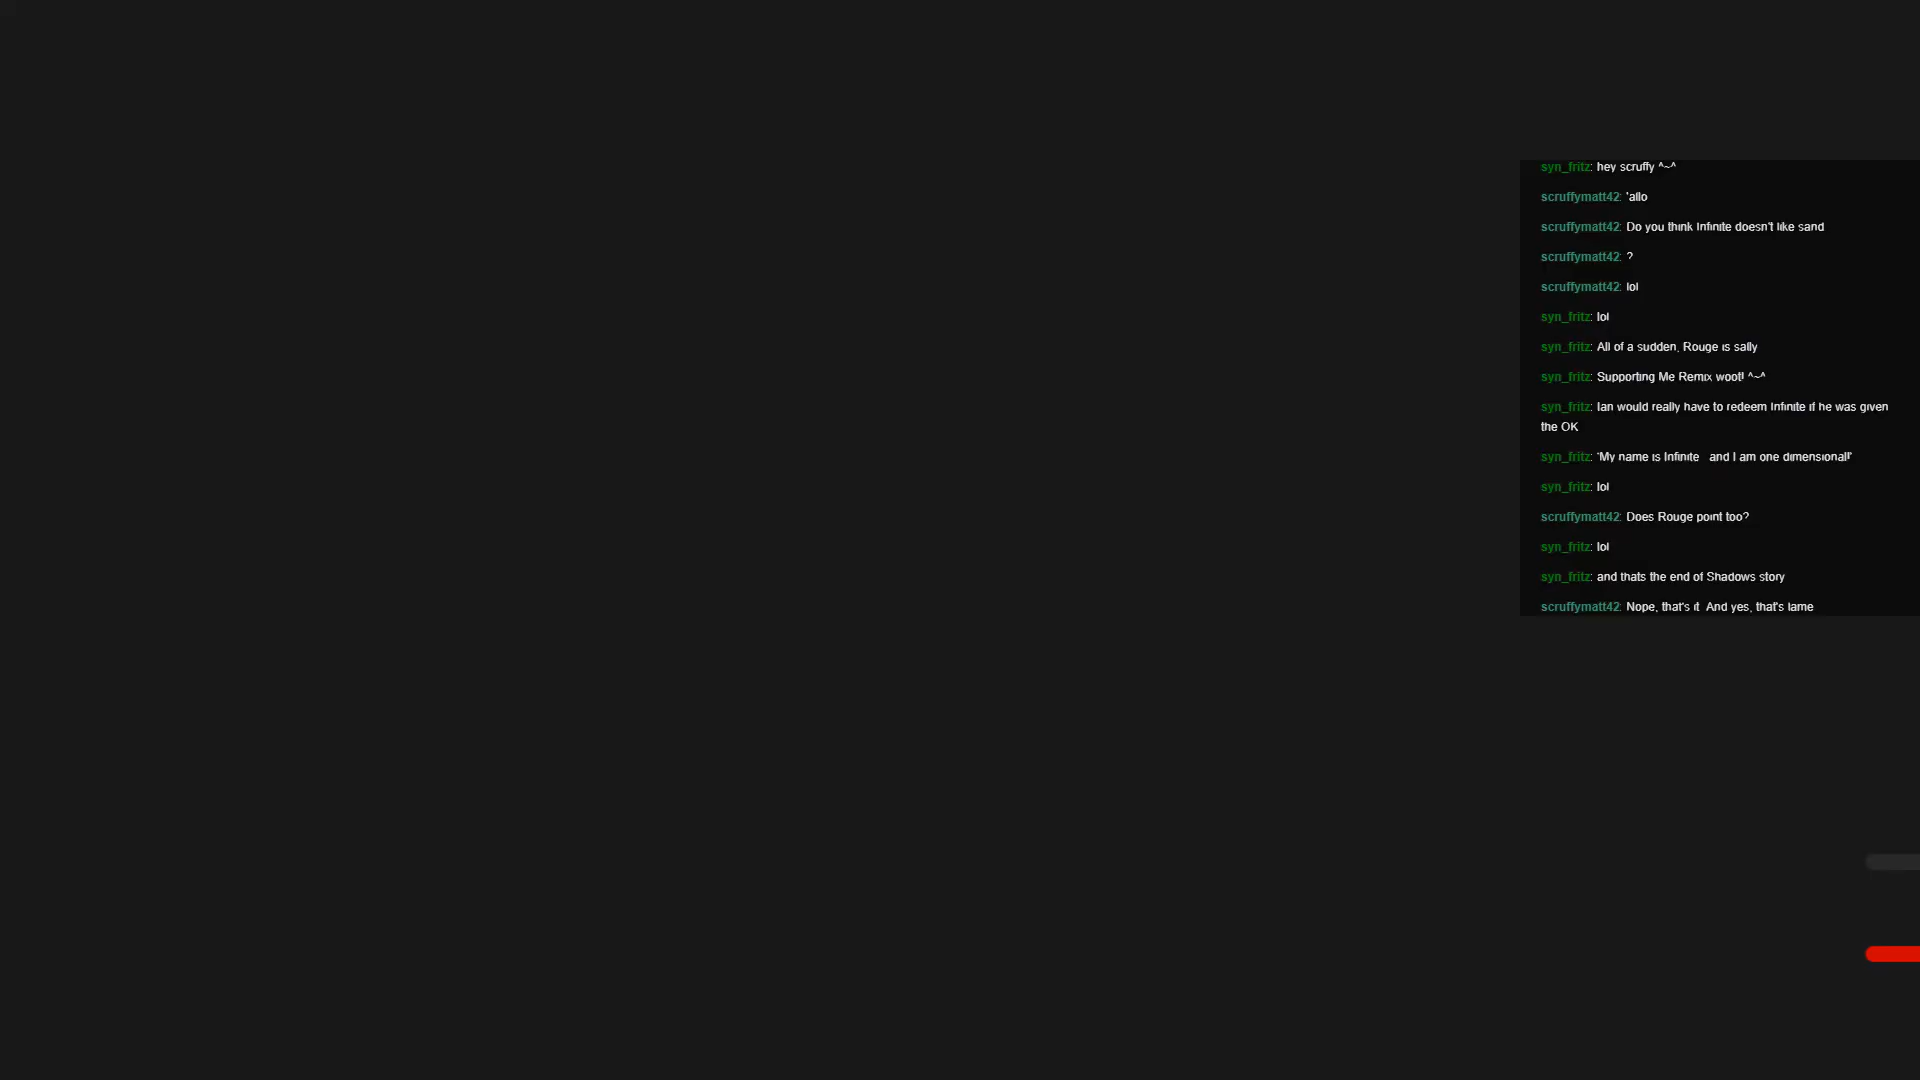 syn_fritz: hey scruffy ^~^
scruffymatt42: 'allo
scruffymatt42: Do you think Infinite doesn't like sand
scruffymatt42: ?
scruffymatt42: lol
syn_fritz: lol
syn_fritz: All of a sudden, Rouge is sally
syn_fritz: Supporting Me Remix woot! ^~^
syn_fritz: Ian would really have to redeem Infinite if he was given
the OK
syn_fritz: 'My name is Infinite   and I am one dimensional!'
syn_fritz: lol
scruffymatt42: Does Rouge point too?
syn_fritz: lol
syn_fritz: and thats the end of Shadows story
scruffymatt42: Nope, that's it  And yes, that's lame